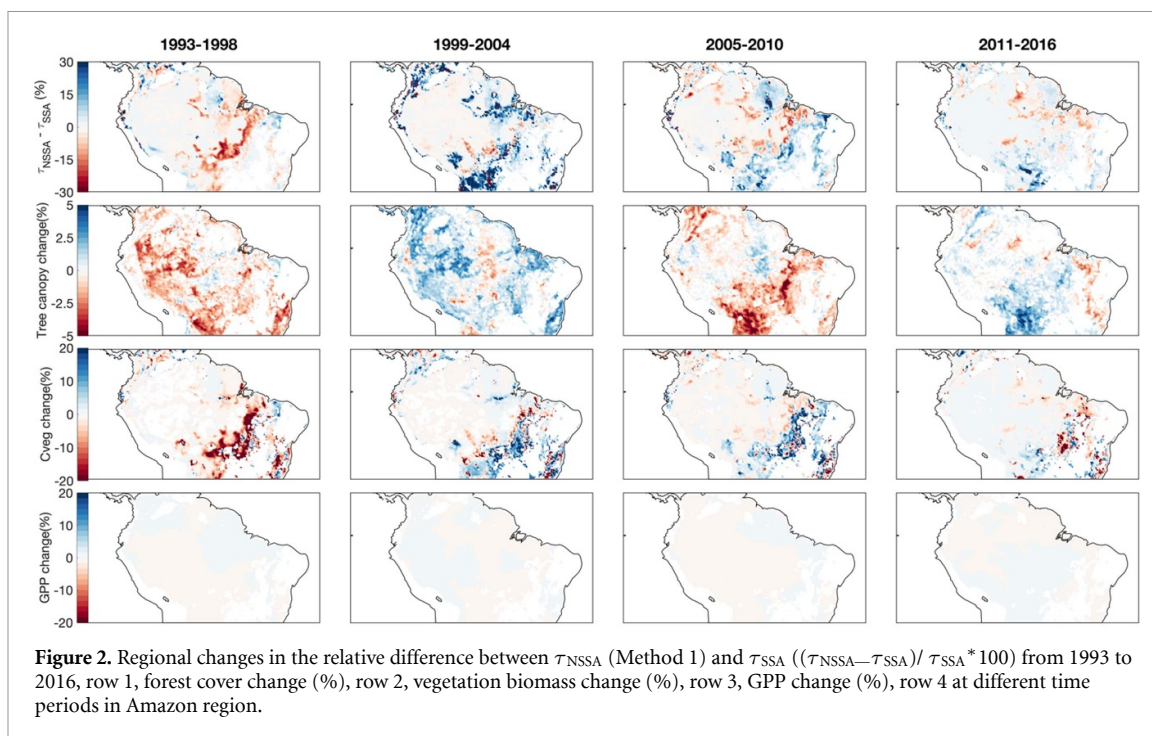 1993-1998 1999-2004 2005-2010 2011-2016
τNSSA - τSSA (%)
30
15
0
-15
-30
Tree canopy change(%)
5
2.5
0
-2.5
-5
Cveg change(%)
20
10
0
-10
-20
GPP change(%)
20
10
0
-10
-20
Figure 2. Regional changes in the relative difference between τNSSA (Method 1) and τSSA ((τNSSA—τSSA)/ τSSA*100) from 1993 to
2016, row 1, forest cover change (%), row 2, vegetation biomass change (%), row 3, GPP change (%), row 4 at different time
periods in Amazon region.